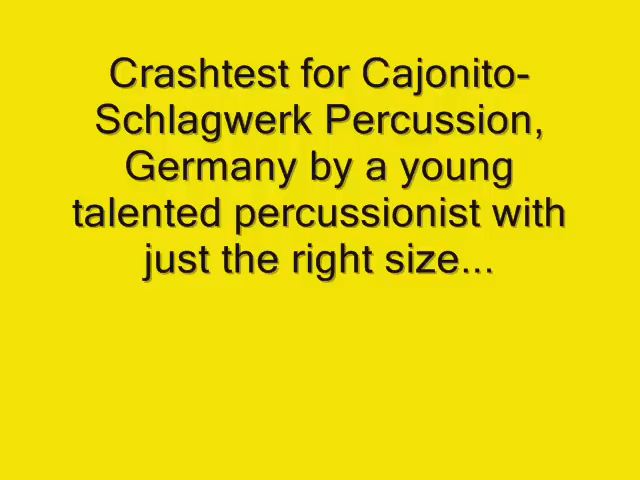 Crashtest for Cajonito-
Schlagwerk Percussion,
Germany by a young
talented percussionist with
just the right size...